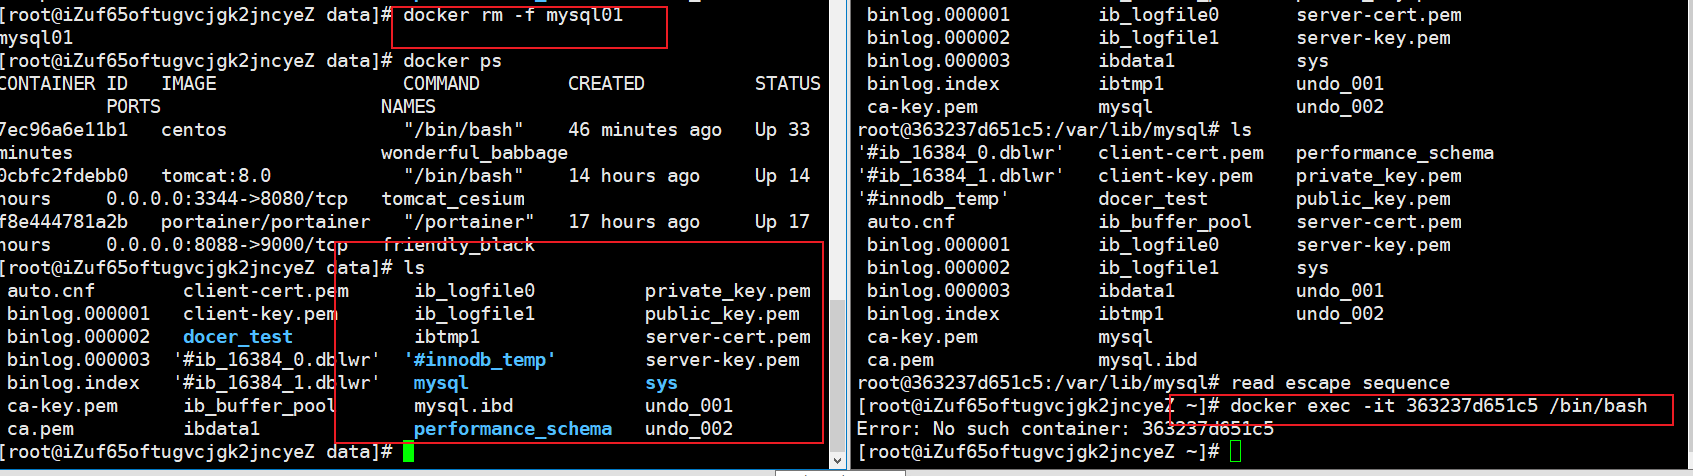 [root@iZuf65oftugvcjgk2jncyeZ data]# docker rm -f mysql01
mysql01
[root@iZuf65oftugvcjgk2jncyeZ data]# docker ps
CONTAINER ID   IMAGE                 COMMAND        CREATED          STATUS
PORTS                    NAMES
7ec96a6e11b1   centos                "/bin/bash"    46 minutes ago   Up 33
minutes                            wonderful_babbage
0cbfc2fdebb0   tomcat:8.0            "/bin/bash"    14 hours ago     Up 14
hours      0.0.0.0:3344->8080/tcp   tomcat_cesium
f8e444781a2b   portainer/portainer   "/portainer"   17 hours ago     Up 17
hours      0.0.0.0:8088->9000/tcp   friendly_black
[root@iZuf65oftugvcjgk2jncyeZ data]# ls
auto.cnf        client-cert.pem      ib_logfile0          private_key.pem
binlog.000001   client-key.pem       ib_logfile1          public_key.pem
binlog.000002   docer_test           ibtmp1               server-cert.pem
binlog.000003  '#ib_16384_0.dblwr'  '#innodb_temp'        server-key.pem
binlog.index   '#ib_16384_1.dblwr'   mysql                sys
ca-key.pem      ib_buffer_pool       mysql.ibd            undo_001
ca.pem          ibdata1              performance_schema   undo_002
[root@iZuf65oftugvcjgk2jncyeZ data]#
binlog.000001        ib_logfile0       server-cert.pem
binlog.000002        ib_logfile1       server-key.pem
binlog.000003        ibdata1           sys
binlog.index         ibtmp1            undo_001
ca-key.pem           mysql             undo_002
root@363237d651c5:/var/lib/mysql# ls
'#ib_16384_0.dblwr'   client-cert.pem   performance_schema
'#ib_16384_1.dblwr'   client-key.pem    private_key.pem
'#innodb_temp'        docer_test        public_key.pem
auto.cnf             ib_buffer_pool    server-cert.pem
binlog.000001        ib_logfile0       server-key.pem
binlog.000002        ib_logfile1       sys
binlog.000003        ibdata1           undo_001
binlog.index         ibtmp1            undo_002
ca-key.pem           mysql
ca.pem               mysql.ibd
root@363237d651c5:/var/lib/mysql# read escape sequence
[root@iZuf65oftugvcjgk2jncyeZ ~]# docker exec -it 363237d651c5 /bin/bash
Error: No such container: 363237d651c5
[root@iZuf65oftugvcjgk2jncyeZ ~]#